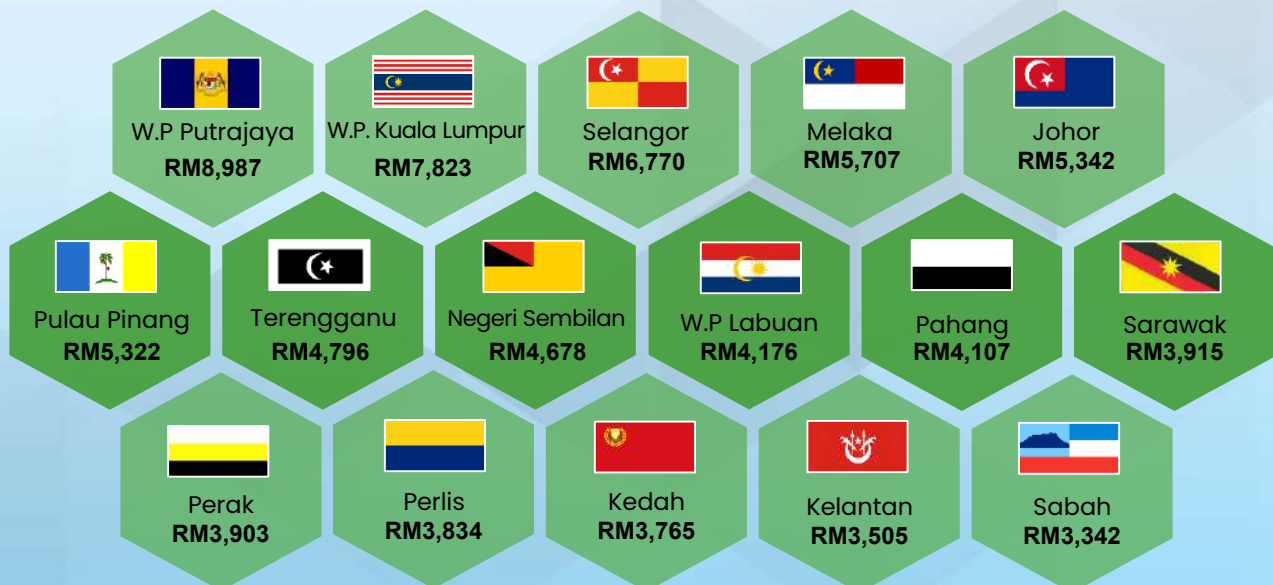 W.P Putrajaya
RM8,987
W.P. Kuala Lumpur
RM7,823
Selangor
RM6,770
Melaka
RM5,707
Johor
RM5,342
Pulau Pinang
RM5,322
Terengganu
RM4,796
Negeri Sembilan
RM4,678
W.P Labuan
RM4,176
Pahang
RM4,107
Sarawak
RM3,915
Perak
RM3,903
Perlis
RM3,834
Kedah
RM3,765
Kelantan
RM3,505
Sabah
RM3,342